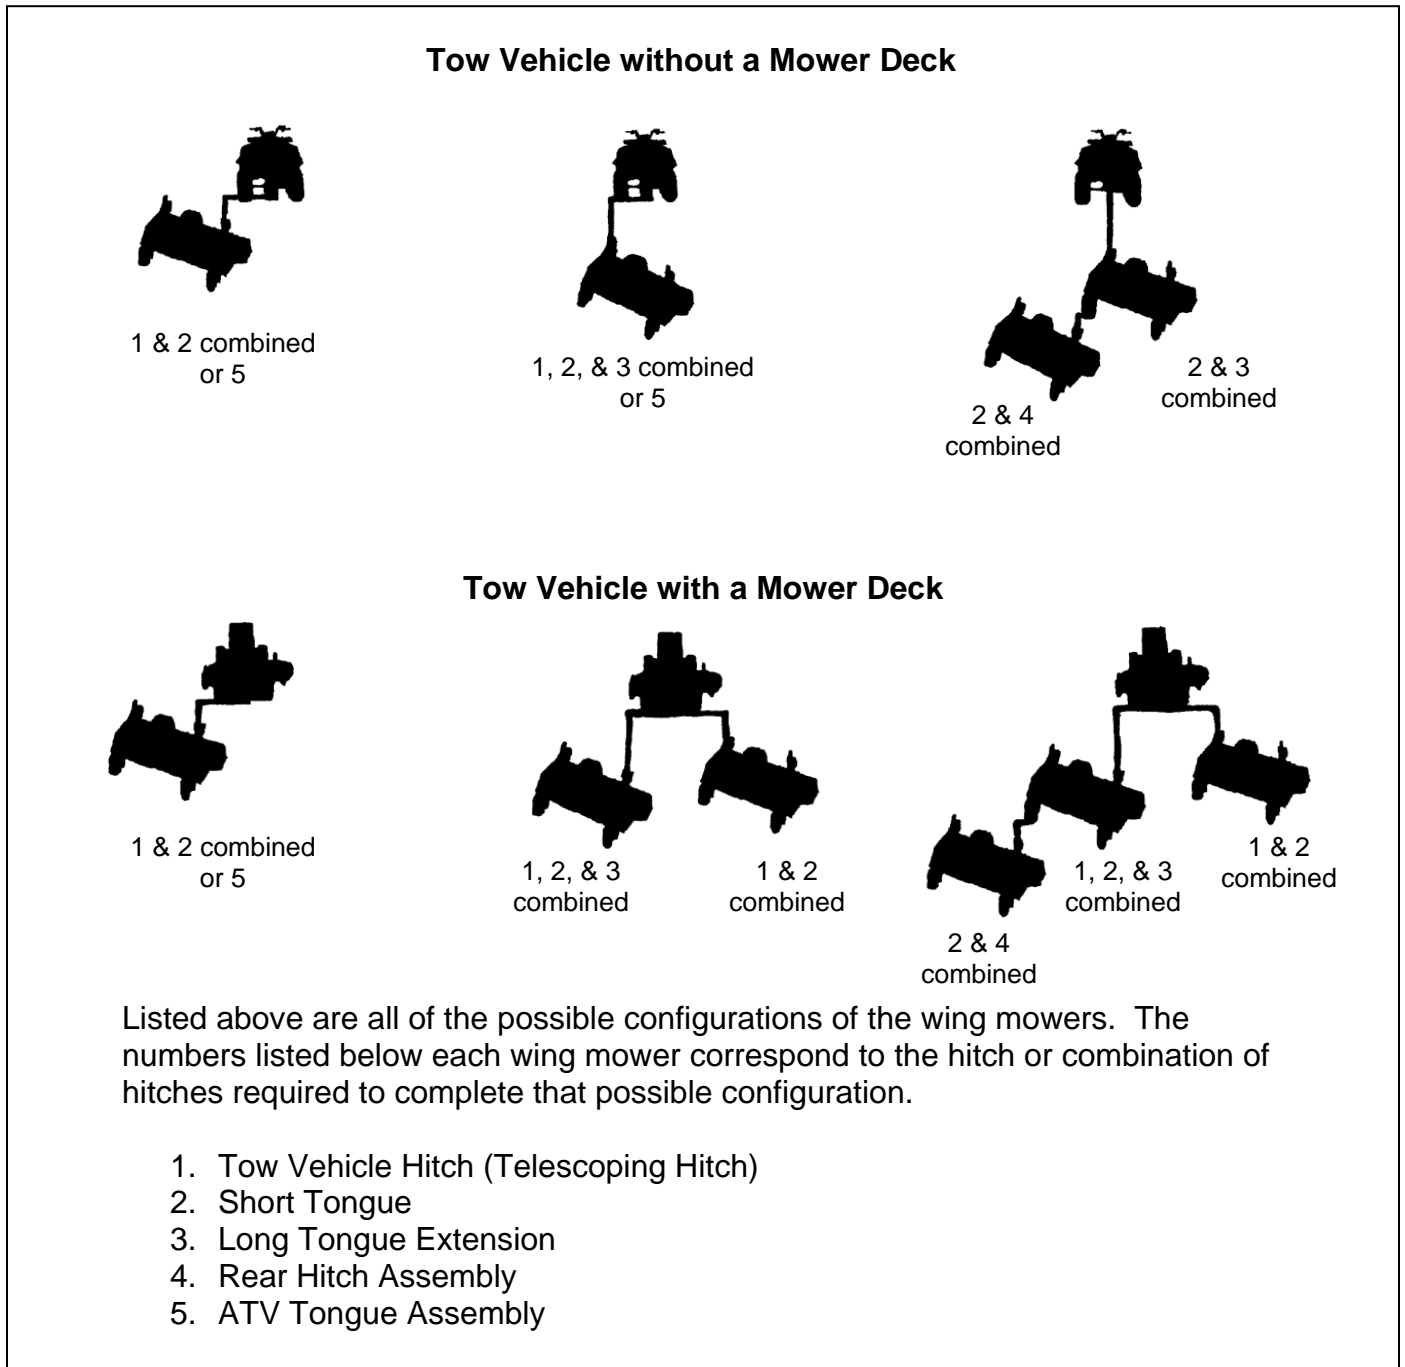 Tow Vehicle without a Mower Deck
1 & 2 combined
or 5
1, 2, & 3 combined
or 5
2 & 4
combined
2 & 3
combined
Tow Vehicle with a Mower Deck
1 & 2 combined
or 5
1, 2, & 3
combined
1 & 2
combined
2 & 4
combined
1, 2, & 3
combined
1 & 2
combined
Listed above are all of the possible configurations of the wing mowers.  The
numbers listed below each wing mower correspond to the hitch or combination of
hitches required to complete that possible configuration.
1. Tow Vehicle Hitch (Telescoping Hitch)
2. Short Tongue
3. Long Tongue Extension
4. Rear Hitch Assembly
5. ATV Tongue Assembly